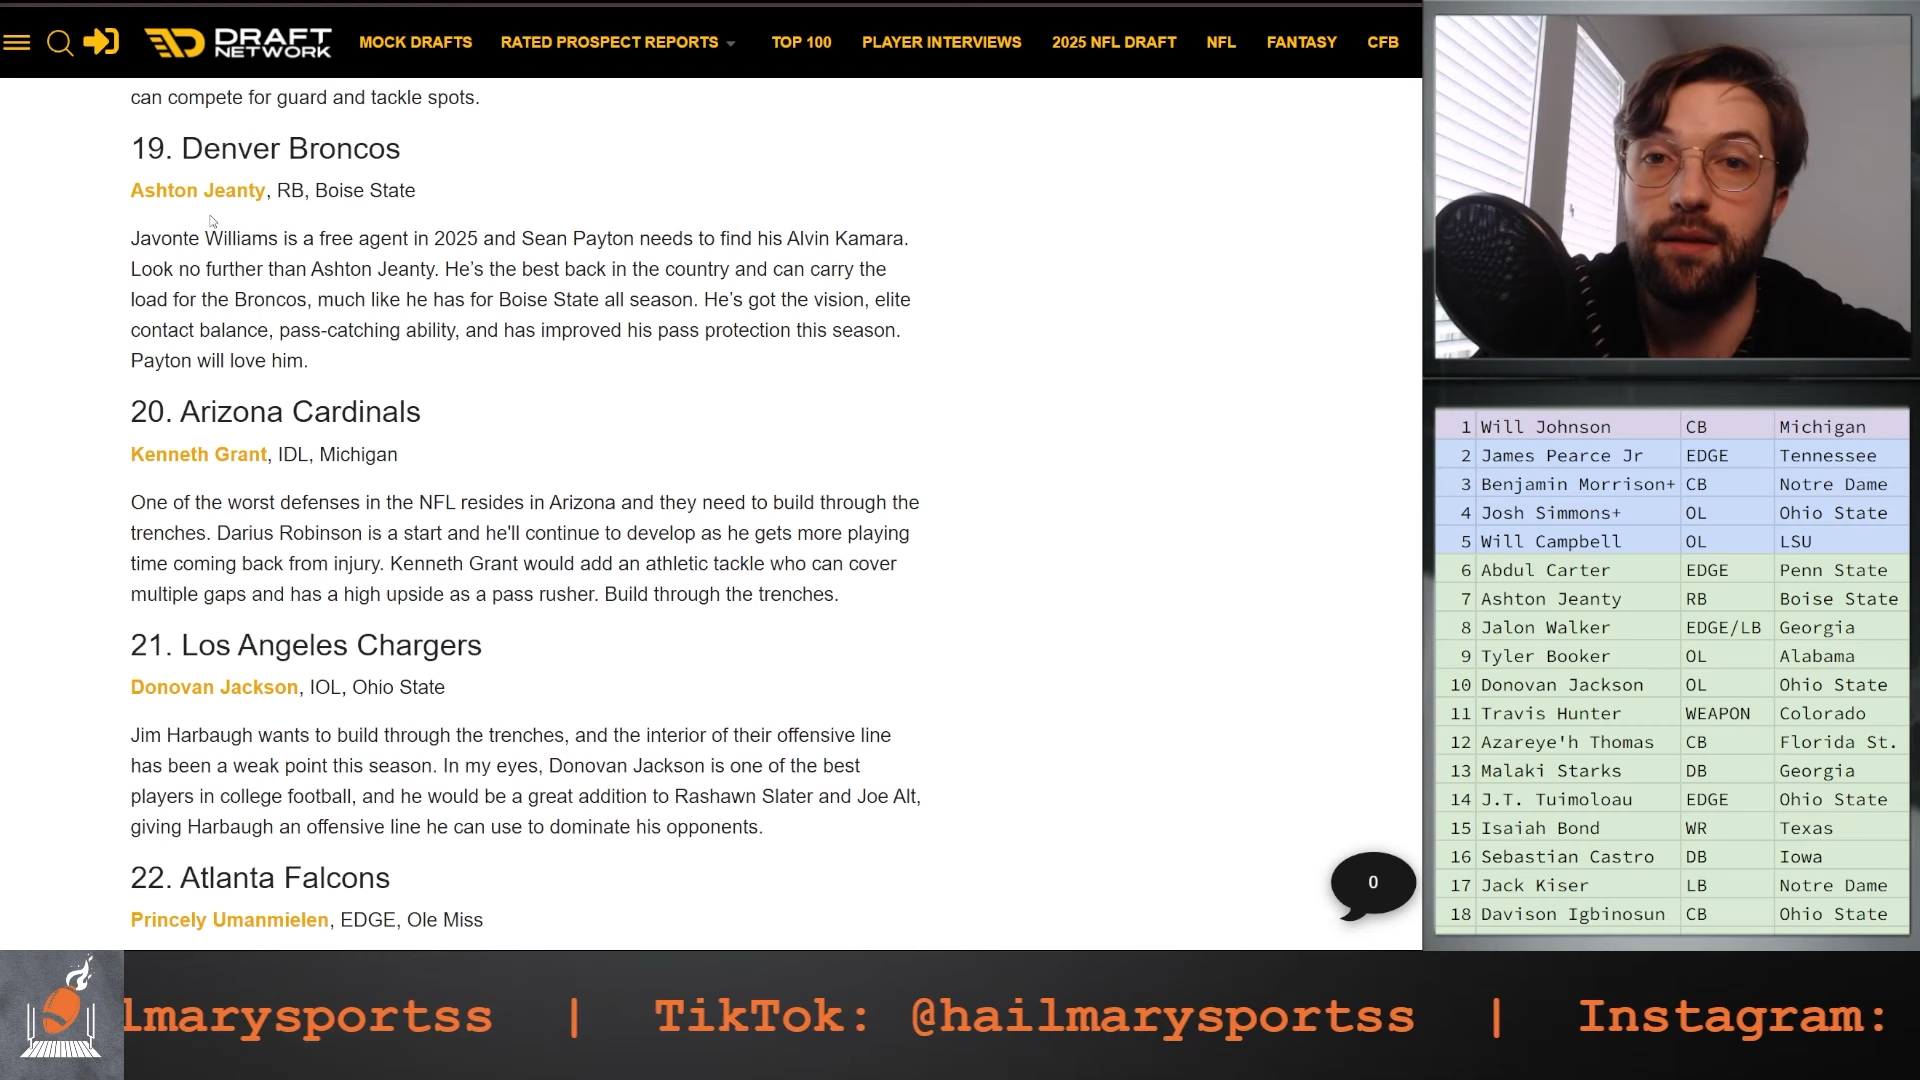 DRAFT NETWORK
MOCK DRAFTS
RATED PROSPECT REPORTS
TOP 100
PLAYER INTERVIEWS
2025 NFL DRAFT
NFL
FANTASY
CFB
can compete for guard and tackle spots.
19. Denver Broncos
Ashton Jeanty, RB, Boise State
Javonte Williams is a free agent in 2025 and Sean Payton needs to find his Alvin Kamara.
Look no further than Ashton Jeanty. He's the best back in the country and can carry the
load for the Broncos, much like he has for Boise State all season. He's got the vision, elite
contact balance, pass-catching ability, and has improved his pass protection this season.
Payton will love him.
20. Arizona Cardinals
Kenneth Grant, IDL, Michigan
One of the worst defenses in the NFL resides in Arizona and they need to build through the
trenches. Darius Robinson is a start and he'll continue to develop as he gets more playing
time coming back from injury. Kenneth Grant would add an athletic tackle who can cover
multiple gaps and has a high upside as a pass rusher. Build through the trenches.
21. Los Angeles Chargers
Donovan Jackson, IOL, Ohio State
Jim Harbaugh wants to build through the trenches, and the interior of their offensive line
has been a weak point this season. In my eyes, Donovan Jackson is one of the best
players in college football, and he would be a great addition to Rashawn Slater and Joe Alt,
giving Harbaugh an offensive line he can use to dominate his opponents.
22. Atlanta Falcons
Princely Umanmielen, EDGE, Ole Miss
0
1 Will Johnson CB Michigan
2 James Pearce Jr EDGE Tennessee
3 Benjamin Morrison+ CB Notre Dame
4 Josh Simmons+ OL Ohio State
5 Will Campbell OL LSU
6 Abdul Carter EDGE Penn State
7 Ashton Jeanty RB Boise State
8 Jalon Walker EDGE/LB Georgia
9 Tyler Booker OL Alabama
10 Donovan Jackson OL Ohio State
11 Travis Hunter WEAPON Colorado
12 Azareye'h Thomas CB Florida St.
13 Malaki Starks DB Georgia
14 J.T. Tuimoloau EDGE Ohio State
15 Isaiah Bond WR Texas
16 Sebastian Castro DB Iowa
17 Jack Kiser LB Notre Dame
18 Davison Igbinosun CB Ohio State
lmarysportss | TikTok: @hailmarysportss | Instagram: